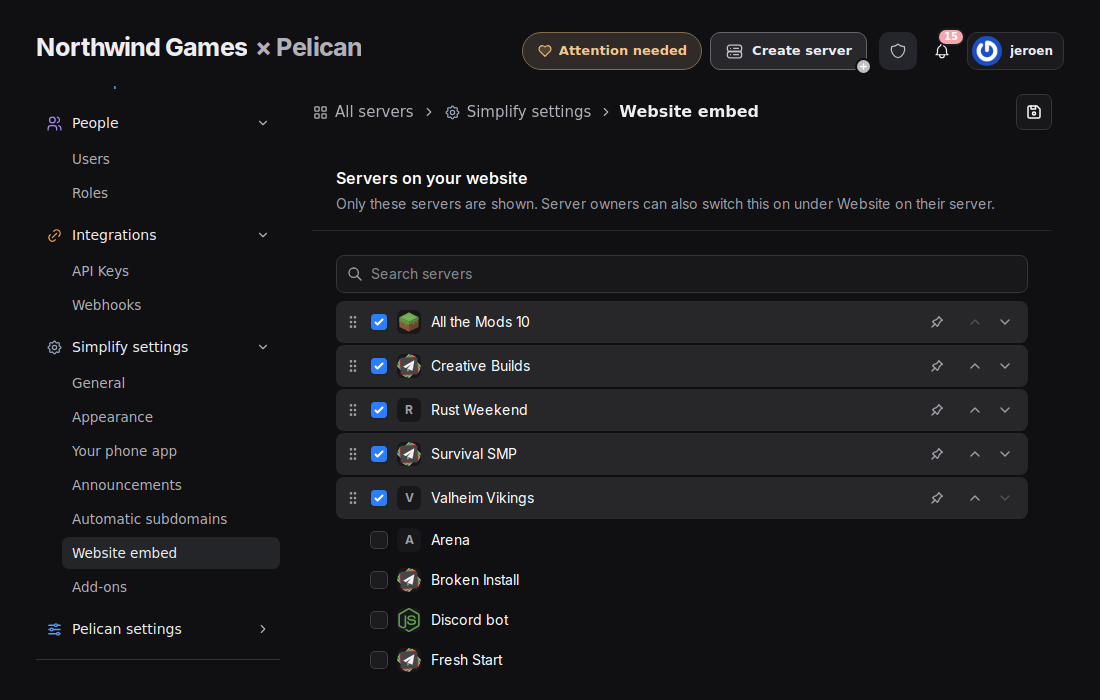 Northwind Games × Pelican
Attention needed
Create server
15
jeroen
People
Users
Roles
Integrations
API Keys
Webhooks
Simplify settings
General
Appearance
Your phone app
Announcements
Automatic subdomains
Website embed
Add-ons
Pelican settings
All servers > Simplify settings > Website embed
Servers on your website
Only these servers are shown. Server owners can also switch this on under Website on their server.
Search servers
All the Mods 10
Creative Builds
R Rust Weekend
Survival SMP
V Valheim Vikings
A Arena
Broken Install
JS Discord bot
Fresh Start